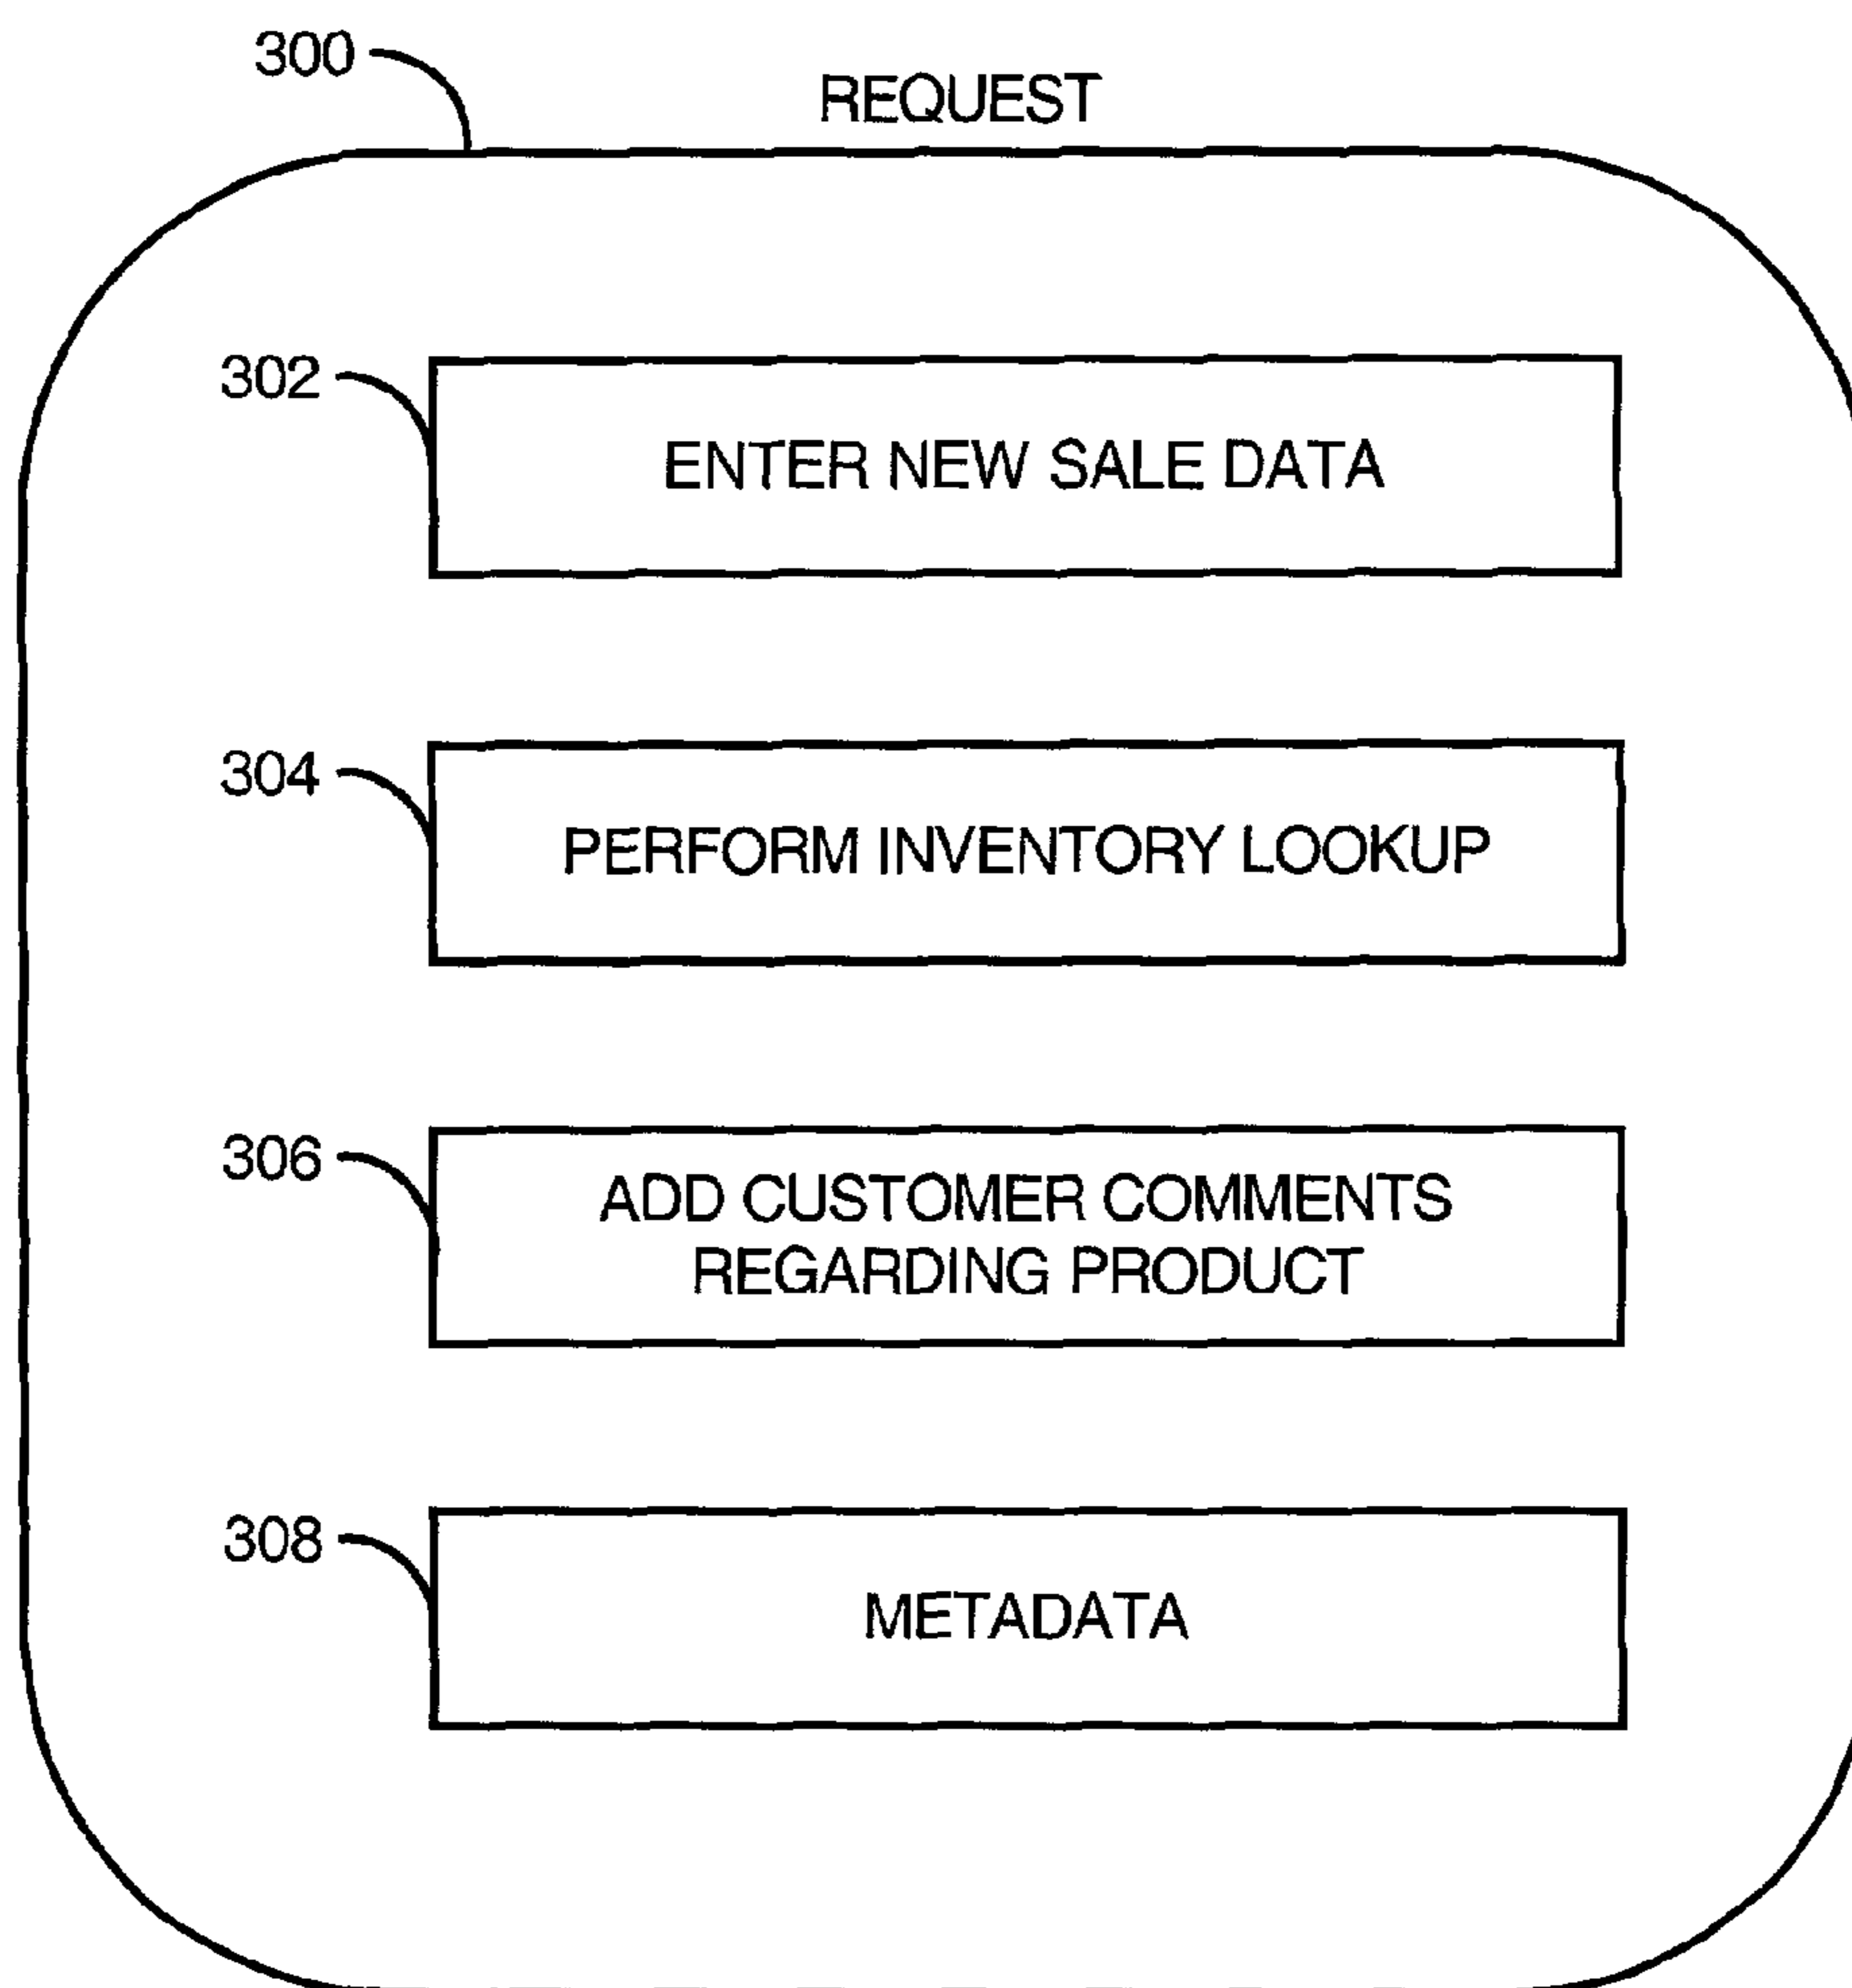 300
REQUEST
302
ENTER NEW SALE DATA
304
PERFORM INVENTORY LOOKUP
306
ADD CUSTOMER COMMENTS
REGARDING PRODUCT
308
METADATA